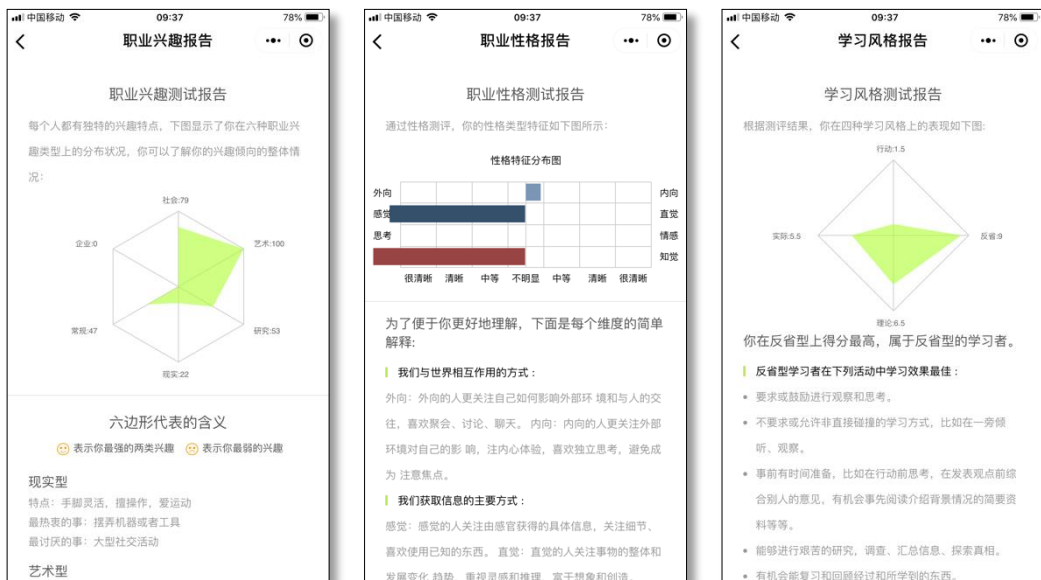 中国移动 09:37 78%
职业兴趣报告
职业兴趣测试报告
每个人都有独特的兴趣特点，下图显示了你在六种职业兴
趣类型上的分布状况，你可以了解你的兴趣倾向的整体情
况：
社会:79
企业:0
艺术:100
常规:47
研究:53
现实:22
六边形代表的含义
表示你最强的两类兴趣 表示你最弱的兴趣
现实型
特点：手脚灵活，擅操作，爱运动
最热衷的事：摆弄机器或者工具
最讨厌的事：大型社交活动
艺术型
中国移动 09:37 78%
职业性格报告
职业性格测试报告
通过性格测评，你的性格类型特征如下图所示：
性格特征分布图
外向 内向
感觉 直觉
思考 情感
知觉
很清晰 清晰 中等 不明显 中等 清晰 很清晰
为了便于你更好地理解，下面是每个维度的简单
解释:
我们与世界相互作用的方式：
外向：外向的人更关注自己如何影响外部环 境和与人的交
往，喜欢聚会、讨论、聊天。 内向：内向的人更关注外部
环境对自己的影 响，注内心体验，喜欢独立思考，避免成
为 注意焦点。
我们获取信息的主要方式：
感觉：感觉的人关注由感官获得的具体信息，关注细节、
喜欢使用已知的东西。 直觉：直觉的人关注事物的整体和
发展变化 趋势，重视灵感和推理，富于想象和创造。
中国移动 09:37 78%
学习风格报告
学习风格测试报告
根据测评结果，你在四种学习风格上的表现如下图:
行动:1.5
实际:5.5
反省:9
理论:6.5
你在反省型上得分最高，属于反省型的学习者。
反省型学习者在下列活动中学习效果最佳：
要求或鼓励进行观察和思考。
不要求或允许非直接碰撞的学习方式，比如在一旁倾
听、观察。
事前有时间准备，比如在行动前思考，在发表观点前综
合别人的意见，有机会事先阅读介绍背景情况的简要资
料等等。
能够进行艰苦的研究，调查、汇总信息、探索真相。
有机会能复习和回顾经过和所学到的东西。